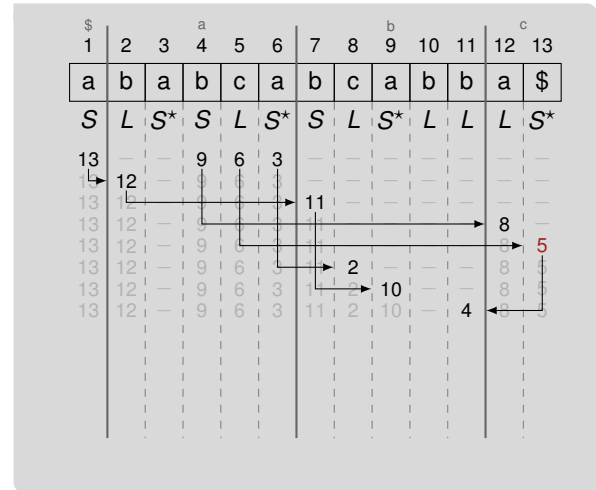 $ a b c
1 2 3 4 5 6 7 8 9 10 11 12 13
a b a b c a b c a b b a $
S L S* S L S* S L S* L L L S*
13 — — 9 6 3 — — — — — — —
13 12 — 9 6 3 — — — — — — —
13 12 — 9 6 3 11 — — — — — —
13 12 — 9 6 3 11 — — — — 8 —
13 12 — 9 6 3 11 — — — — 8 5
13 12 — 9 6 3 11 2 — — — 8 5
13 12 — 9 6 3 11 2 10 — — 8 5
13 12 — 9 6 3 11 2 10 — 4 8 5